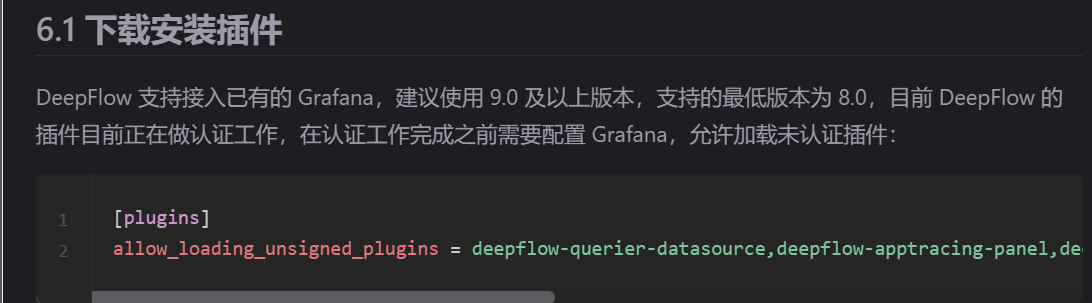 6.1 下载安装插件
DeepFlow 支持接入已有的 Grafana，建议使用 9.0 及以上版本，支持的最低版本为 8.0，目前 DeepFlow 的
插件目前正在做认证工作，在认证工作完成之前需要配置 Grafana，允许加载未认证插件：
1 [plugins]
2 allow_loading_unsigned_plugins = deepflow-querier-datasource,deepflow-apptracing-panel,